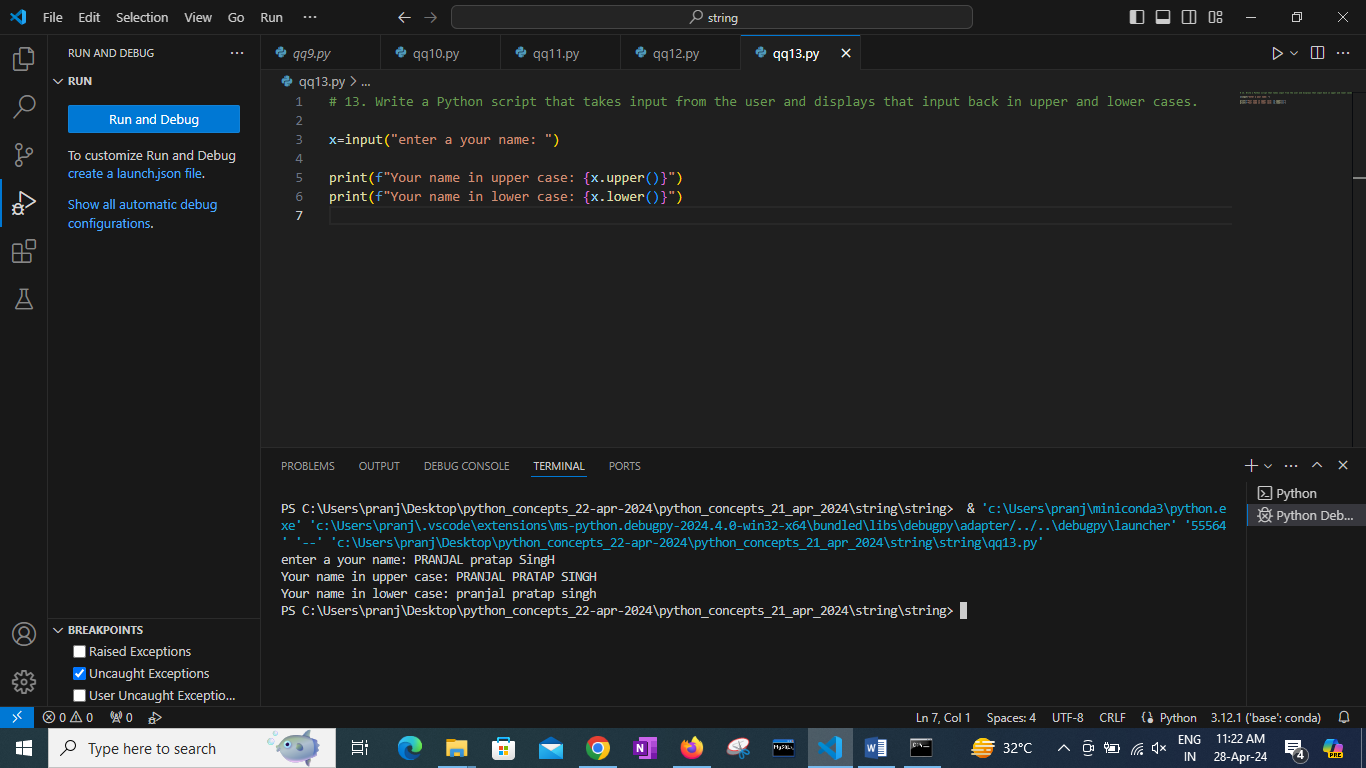 File Edit Selection View Go Run ··· string
RUN AND DEBUG ···
RUN
Run and Debug
To customize Run and Debug
create a launch.json file.
Show all automatic debug
configurations.
qq9.py qq10.py qq11.py qq12.py qq13.py
qq13.py > ...
1 # 13. Write a Python script that takes input from the user and displays that input back in upper and lower cases.
2
3 x=input("enter a your name: ")
4
5 print(f"Your name in upper case: {x.upper()}")
6 print(f"Your name in lower case: {x.lower()}")
7
PROBLEMS OUTPUT DEBUG CONSOLE TERMINAL PORTS
PS C:\Users\pranj\Desktop\python_concepts_22-apr-2024\python_concepts_21_apr_2024\string\string> & 'c:\Users\pranj\miniconda3\python.e
xe' 'c:\Users\pranj\.vscode\extensions\ms-python.debugpy-2024.4.0-win32-x64\bundled\libs\debugpy\adapter/../..\debugpy\launcher' '55564
' '--' 'c:\Users\pranj\Desktop\python_concepts_22-apr-2024\python_concepts_21_apr_2024\string\string\qq13.py'
enter a your name: PRANJAL pratap SingH
Your name in upper case: PRANJAL PRATAP SINGH
Your name in lower case: pranjal pratap singh
PS C:\Users\pranj\Desktop\python_concepts_22-apr-2024\python_concepts_21_apr_2024\string\string>
Python
Python Deb...
BREAKPOINTS
Raised Exceptions
Uncaught Exceptions
User Uncaught Exceptio...
0 0 0 Ln 7, Col 1 Spaces: 4 UTF-8 CRLF Python 3.12.1 ('base': conda)
Type here to search 32°C ENG IN 11:22 AM 28-Apr-24 4